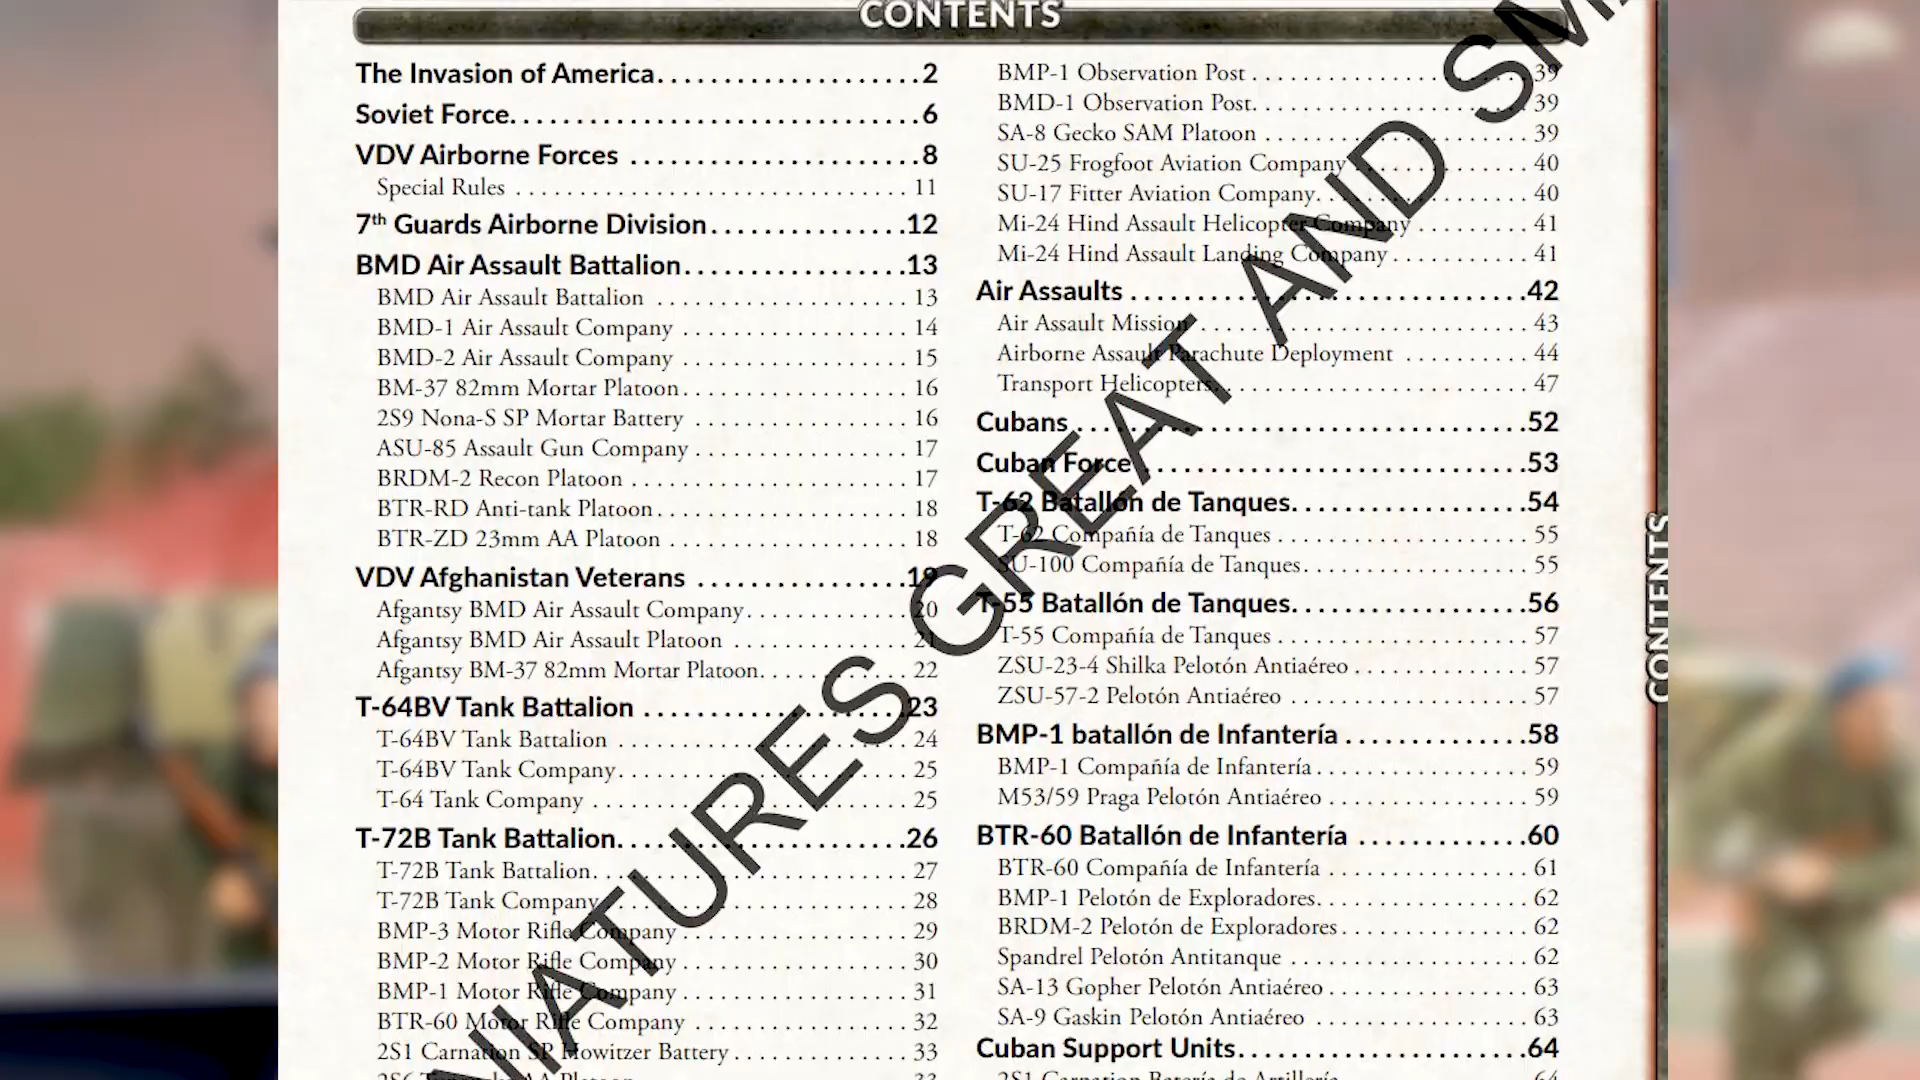 CONTENTS
The Invasion of America . . . . . . . . . . . . . . . . . . . . . 2
Soviet Force. . . . . . . . . . . . . . . . . . . . . . . . . . . . . . . . 6
VDV Airborne Forces . . . . . . . . . . . . . . . . . . . . . . . 8
Special Rules . . . . . . . . . . . . . . . . . . . . . . . . . . . . . . 11
7th Guards Airborne Division . . . . . . . . . . . . . . . 12
BMD Air Assault Battalion . . . . . . . . . . . . . . . . . 13
BMD Air Assault Battalion . . . . . . . . . . . . . . . . . . . 13
BMD-1 Air Assault Company . . . . . . . . . . . . . . . . . 14
BMD-2 Air Assault Company . . . . . . . . . . . . . . . . . 15
BM-37 82mm Mortar Platoon . . . . . . . . . . . . . . . . . 16
2S9 Nona-S SP Mortar Battery . . . . . . . . . . . . . . . . 16
ASU-85 Assault Gun Company . . . . . . . . . . . . . . . . 17
BRDM-2 Recon Platoon . . . . . . . . . . . . . . . . . . . . . 17
BTR-RD Anti-tank Platoon . . . . . . . . . . . . . . . . . . . 18
BTR-ZD 23mm AA Platoon . . . . . . . . . . . . . . . . . . 18
VDV Afghanistan Veterans . . . . . . . . . . . . . . . . . 19
Afgantsy BMD Air Assault Company . . . . . . . . . . . . 20
Afgantsy BMD Air Assault Platoon . . . . . . . . . . . . . 21
Afgantsy BM-37 82mm Mortar Platoon. . . . . . . . . . . 22
T-64BV Tank Battalion . . . . . . . . . . . . . . . . . . . . . 23
T-64BV Tank Battalion . . . . . . . . . . . . . . . . . . . . . . 24
T-64BV Tank Company . . . . . . . . . . . . . . . . . . . . . . 25
T-64 Tank Company . . . . . . . . . . . . . . . . . . . . . . . . 25
T-72B Tank Battalion . . . . . . . . . . . . . . . . . . . . . . . 26
T-72B Tank Battalion . . . . . . . . . . . . . . . . . . . . . . . . 27
T-72B Tank Company . . . . . . . . . . . . . . . . . . . . . . . 28
BMP-3 Motor Rifle Company . . . . . . . . . . . . . . . . . 29
BMP-2 Motor Rifle Company . . . . . . . . . . . . . . . . . 30
BMP-1 Motor Rifle Company . . . . . . . . . . . . . . . . . 31
BTR-60 Motor Rifle Company . . . . . . . . . . . . . . . . 32
2S1 Carnation SP Howitzer Battery . . . . . . . . . . . . . 33
BMP-1 Observation Post . . . . . . . . . . . . . . . . . . . . . 39
BMD-1 Observation Post. . . . . . . . . . . . . . . . . . . . . 39
SA-8 Gecko SAM Platoon . . . . . . . . . . . . . . . . . . . . 39
SU-25 Frogfoot Aviation Company . . . . . . . . . . . . . 40
SU-17 Fitter Aviation Company. . . . . . . . . . . . . . . . 40
Mi-24 Hind Assault Helicopter Company . . . . . . . . . 41
Mi-24 Hind Assault Landing Company . . . . . . . . . . 41
Air Assaults . . . . . . . . . . . . . . . . . . . . . . . . . . . . . . 42
Air Assault Mission . . . . . . . . . . . . . . . . . . . . . . . . . 43
Airborne Assault Parachute Deployment . . . . . . . . . 44
Transport Helicopters. . . . . . . . . . . . . . . . . . . . . . . . 47
Cubans . . . . . . . . . . . . . . . . . . . . . . . . . . . . . . . . . . 52
Cuban Force . . . . . . . . . . . . . . . . . . . . . . . . . . . . . 53
T-62 Batallón de Tanques. . . . . . . . . . . . . . . . . . . 54
T-62 Compañía de Tanques . . . . . . . . . . . . . . . . . . . 55
SU-100 Compañía de Tanques. . . . . . . . . . . . . . . . . 55
T-55 Batallón de Tanques. . . . . . . . . . . . . . . . . . . 56
T-55 Compañía de Tanques . . . . . . . . . . . . . . . . . . . 57
ZSU-23-4 Shilka Pelotón Antiaéreo . . . . . . . . . . . . . 57
ZSU-57-2 Pelotón Antiaéreo . . . . . . . . . . . . . . . . . . 57
BMP-1 batallón de Infantería . . . . . . . . . . . . . . . 58
BMP-1 Compañía de Infantería . . . . . . . . . . . . . . . . 59
M53/59 Praga Pelotón Antiaéreo . . . . . . . . . . . . . . . 59
BTR-60 Batallón de Infantería . . . . . . . . . . . . . . 60
BTR-60 Compañía de Infantería . . . . . . . . . . . . . . . 61
BMP-1 Pelotón de Exploradores. . . . . . . . . . . . . . . . 62
BRDM-2 Pelotón de Exploradores . . . . . . . . . . . . . . 62
Spandrel Pelotón Antitanque . . . . . . . . . . . . . . . . . . 62
SA-13 Gopher Pelotón Antiaéreo . . . . . . . . . . . . . . . 63
SA-9 Gaskin Pelotón Antiaéreo . . . . . . . . . . . . . . . . 63
Cuban Support Units. . . . . . . . . . . . . . . . . . . . . . . 64
2S1 Carnation Batería de Artillería . . . . . . . . . . . . . . 64
GREAT AND
CONTENTS